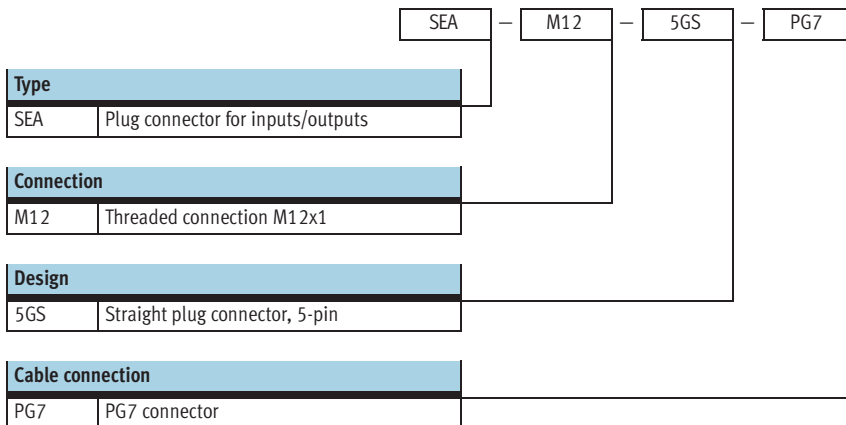 SEA – M12 – 5GS – PG7
Type
SEA Plug connector for inputs/outputs
Connection
M12 Threaded connection M12x1
Design
5GS Straight plug connector, 5-pin
Cable connection
PG7 PG7 connector